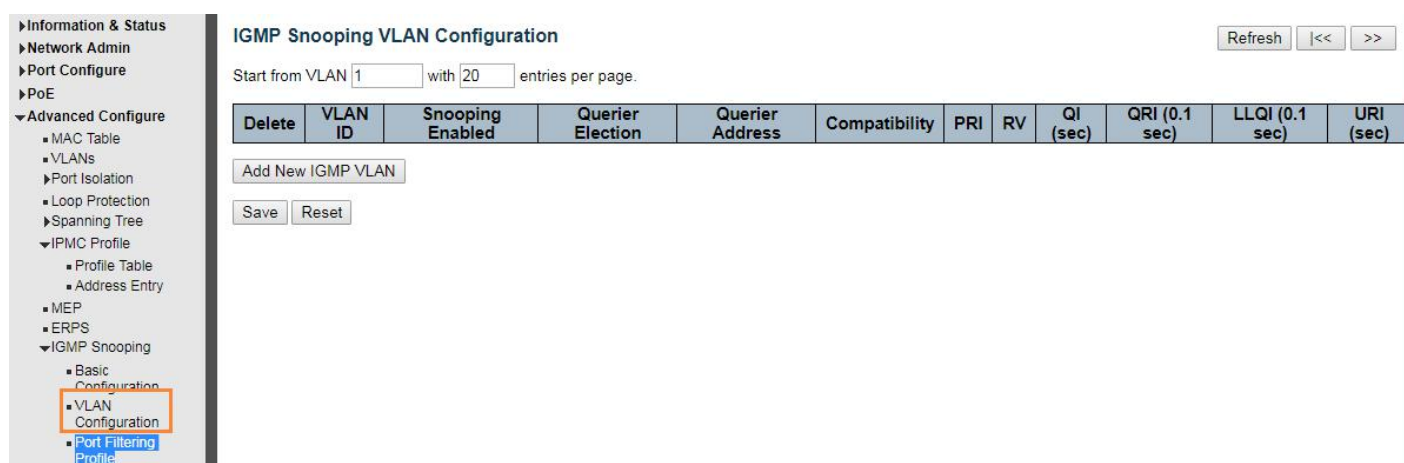 Information & Status
Network Admin
Port Configure
PoE
Advanced Configure
MAC Table
VLANs
Port Isolation
Loop Protection
Spanning Tree
IPMC Profile
Profile Table
Address Entry
MEP
ERPS
IGMP Snooping
Basic
Configuration
VLAN
Configuration
Port Filtering
Profile
IGMP Snooping VLAN Configuration
Refresh |<< >>
Start from VLAN 1 with 20 entries per page.
Delete VLAN ID Snooping Enabled Querier Election Querier Address Compatibility PRI RV QI (sec) QRI (0.1 sec) LLQI (0.1 sec) URI (sec)
Add New IGMP VLAN
Save Reset